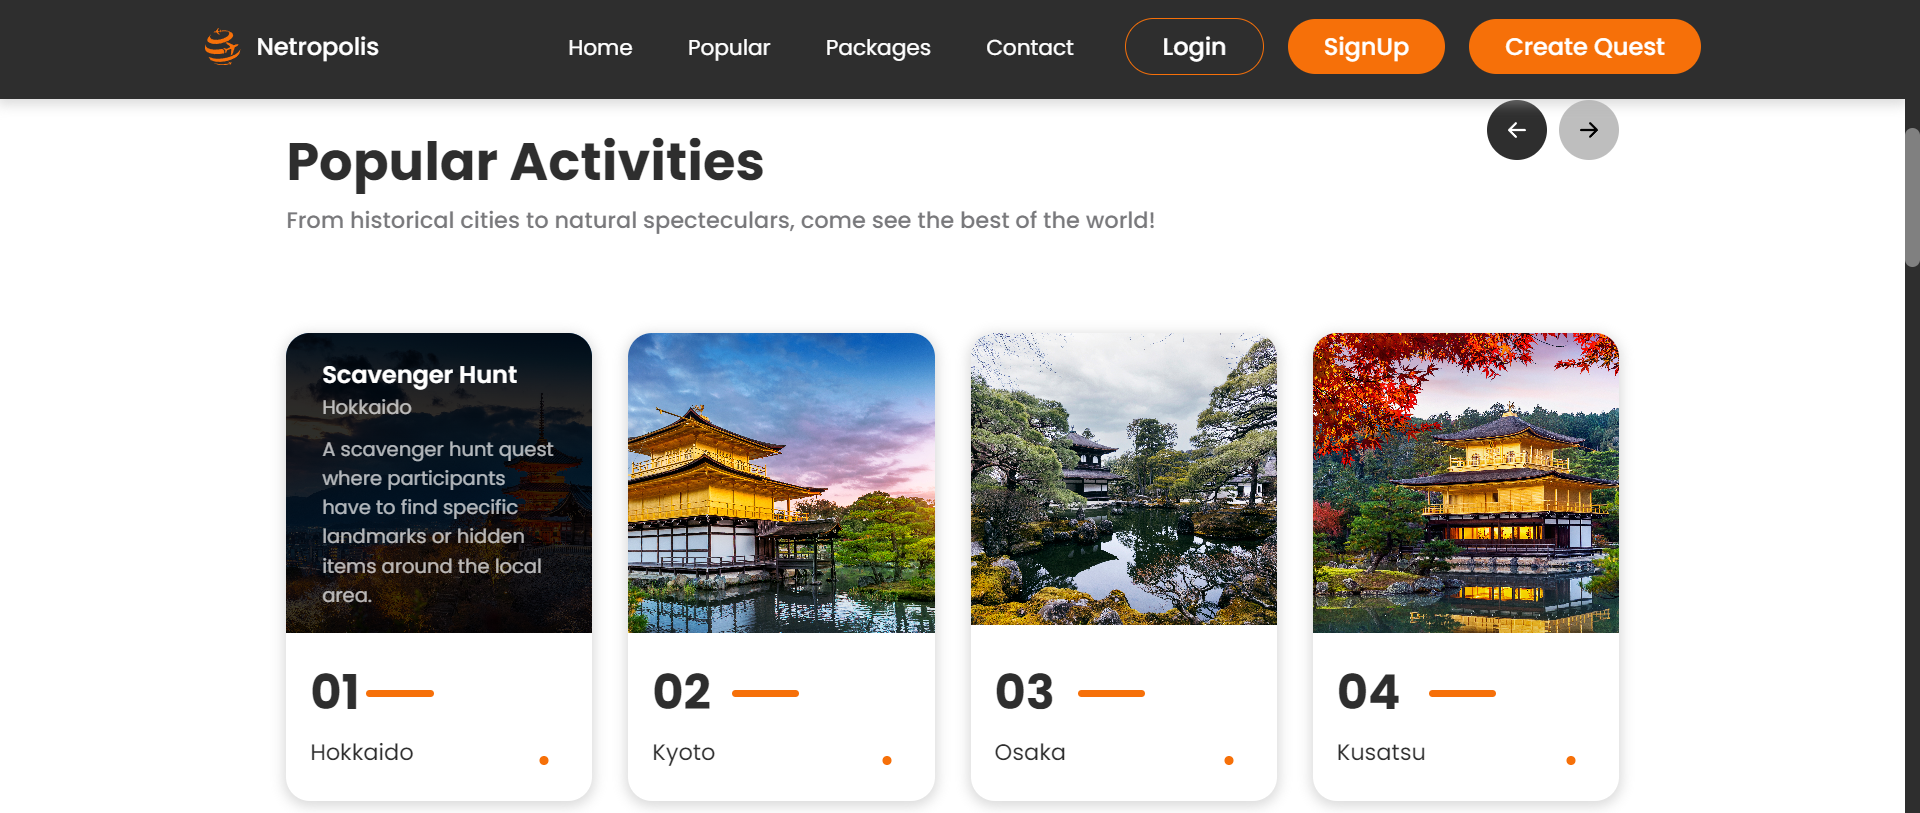 Netropolis
Home
Popular
Packages
Contact
Login
SignUp
Create Quest
Popular Activities
From historical cities to natural specteculars, come see the best of the world!
Scavenger Hunt
Hokkaido
A scavenger hunt quest
where participants
have to find specific
landmarks or hidden
items around the local
area.
01
Hokkaido
02
Kyoto
03
Osaka
04
Kusatsu